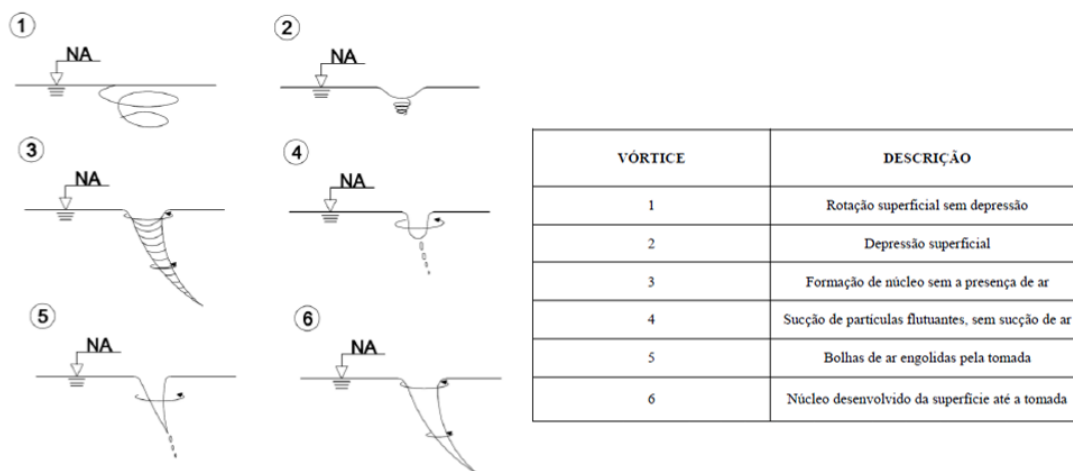 1
NA
2
NA
3
NA
4
NA
5
NA
6
NA
VÓRTICE DESCRIÇÃO
1 Rotação superficial sem depressão
2 Depressão superficial
3 Formação de núcleo sem a presença de ar
4 Sucção de partículas flutuantes, sem sucção de ar
5 Bolhas de ar engolidas pela tomada
6 Núcleo desenvolvido da superfície até a tomada